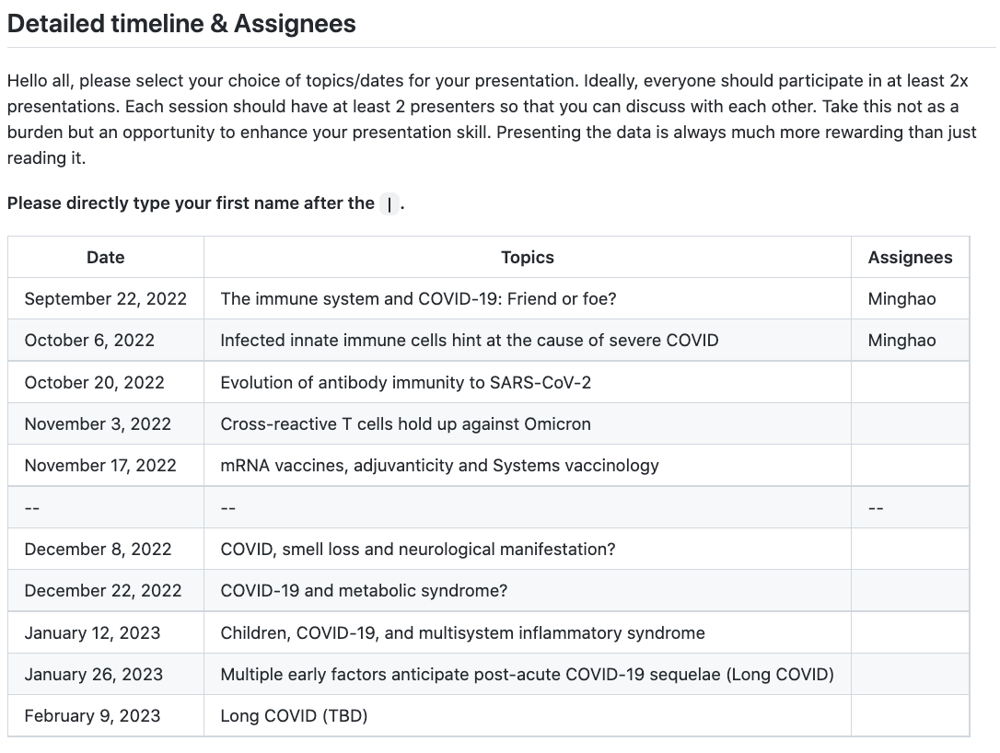 Detailed timeline & Assignees
Hello all, please select your choice of topics/dates for your presentation. Ideally, everyone should participate in at least 2x
presentations. Each session should have at least 2 presenters so that you can discuss with each other. Take this not as a
burden but an opportunity to enhance your presentation skill. Presenting the data is always much more rewarding than just
reading it.
Please directly type your first name after the | .
Date Topics Assignees
September 22, 2022 The immune system and COVID-19: Friend or foe? Minghao
October 6, 2022 Infected innate immune cells hint at the cause of severe COVID Minghao
October 20, 2022 Evolution of antibody immunity to SARS-CoV-2
November 3, 2022 Cross-reactive T cells hold up against Omicron
November 17, 2022 mRNA vaccines, adjuvanticity and Systems vaccinology
-- -- --
December 8, 2022 COVID, smell loss and neurological manifestation?
December 22, 2022 COVID-19 and metabolic syndrome?
January 12, 2023 Children, COVID-19, and multisystem inflammatory syndrome
January 26, 2023 Multiple early factors anticipate post-acute COVID-19 sequelae (Long COVID)
February 9, 2023 Long COVID (TBD)